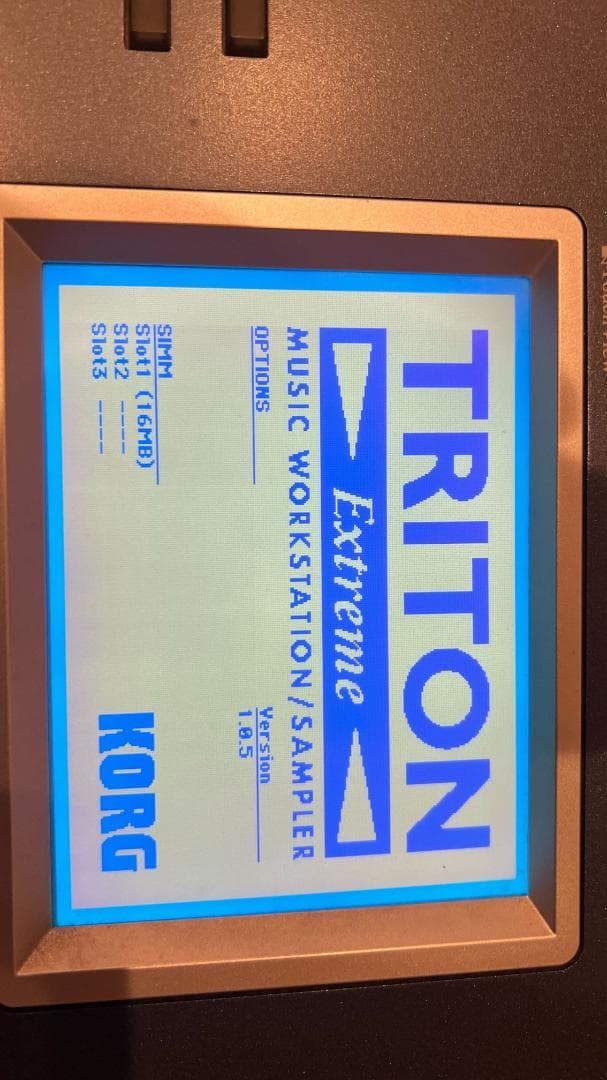 TRITON
Extreme
MUSIC WORKSTATION/SAMPLER
OPTIONS
Version
1.0.5
SIMM
Slot1 (16MB)
Slot2 ----
Slot3 ----
KORG